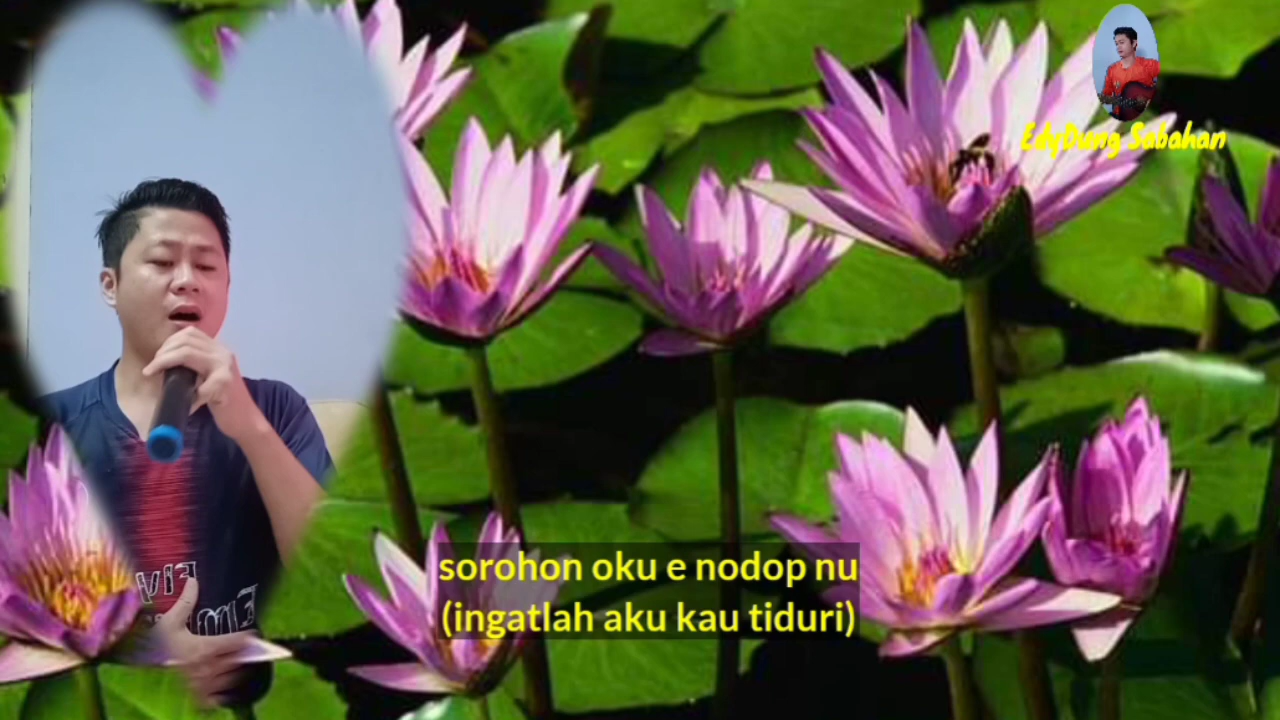 EdyDung Sabahan
sorohon oku e nodop nu
(ingatlah aku kau tiduri)